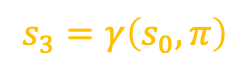 s₃ = γ(s₀, π)